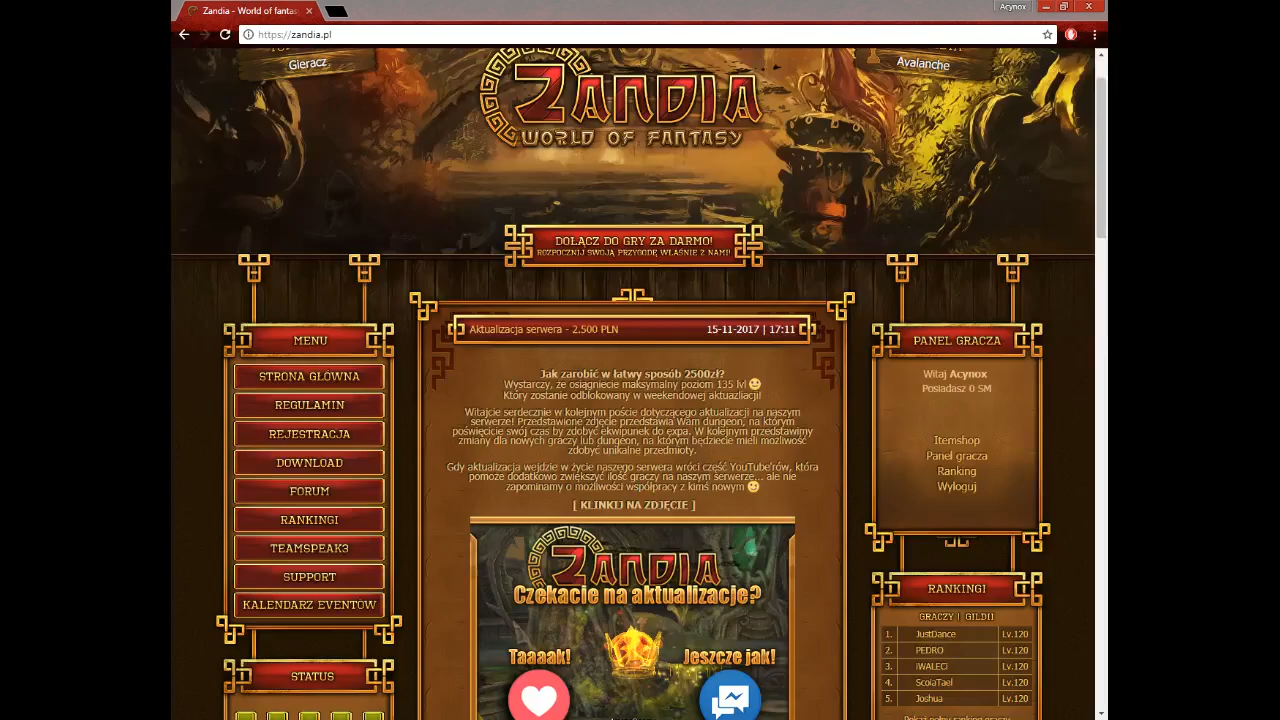 Zandia - World of fantas
Acynox
https://zandia.pl
Gieracz
Avalanche
ZANDIA
WORLD OF FANTASY
DOŁĄCZ DO GRY ZA DARMO!
ROZPOCZNIJ SWOJĄ PRZYGODĘ WŁAŚNIE Z NAMI!
MENU
STRONA GŁÓWNA
REGULAMIN
REJESTRACJA
DOWNLOAD
FORUM
RANKINGI
TEAMSPEAK3
SUPPORT
KALENDARZ EVENTÓW
STATUS
Aktualizacja serwera - 2.500 PLN 15-11-2017 | 17:11
Jak zarobić w łatwy sposób 2500zł?
Wystarczy, że osiągniecie maksymalny poziom 135 lvl
Który zostanie odblokowany w weekendowej aktuazliacji!
Witajcie serdecznie w kolejnym poście dotyczącego aktualizacji na naszym
serwerze! Przedstawione zdjęcie przedstawia Wam dungeon, na którym
poświęcicie swój czas by zdobyć ekwipunek do expa. W kolejnym przedstawimy
zmiany dla nowych graczy lub dungeon, na którym będziecie mieli możliwość
zdobyć unikalne przedmioty.
Gdy aktualizacja wejdzie w życie naszego serwera wróci część YouTube'rów, która
pomoże dodatkowo zwiększyć ilość graczy na naszym serwerze... ale nie
zapominamy o możliwości współpracy z kimś nowym
[ KLINKIJ NA ZDJĘCIE ]
ZANDIA
Czekacie na aktualizacje?
Taaaak!
Jeszcze jak!
PANEL GRACZA
Witaj Acynox
Posiadasz 0 SM
Itemshop
Panel gracza
Ranking
Wyloguj
RANKINGI
GRACZY | GILDII
1. JustDance Lv.120
2. PEDRO Lv.120
3. iWALECI Lv.120
4. ScolaTael Lv.120
5. Joshua Lv.120